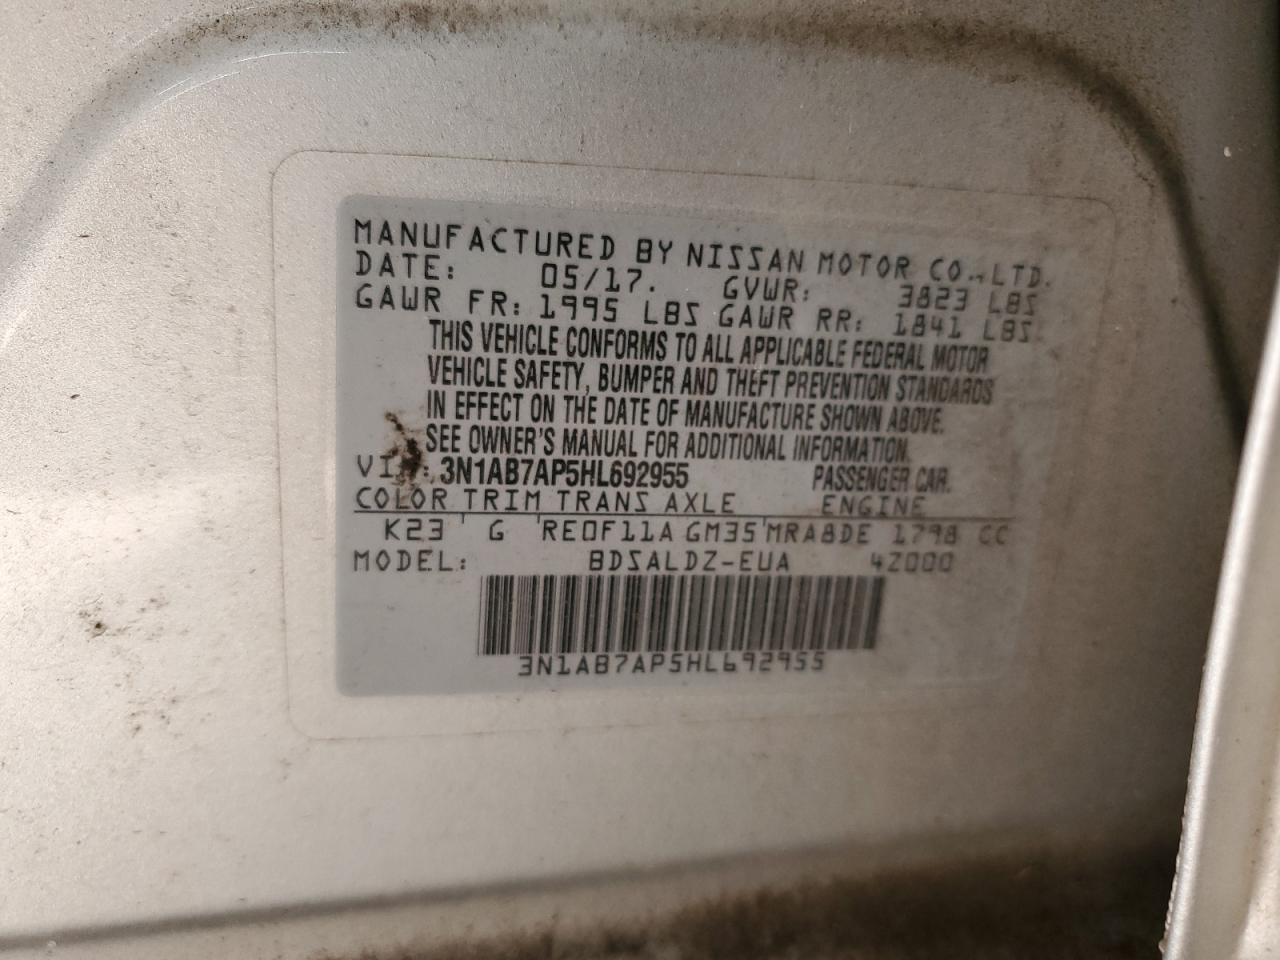 MANUFACTURED BY NISSAN MOTOR CO., LTD.
DATE: 05/17. GVWR: 3823 LBS
GAWR FR: 1995 LBS GAWR RR: 1841 LBS
THIS VEHICLE CONFORMS TO ALL APPLICABLE FEDERAL MOTOR
VEHICLE SAFETY, BUMPER AND THEFT PREVENTION STANDARDS
IN EFFECT ON THE DATE OF MANUFACTURE SHOWN ABOVE.
SEE OWNER'S MANUAL FOR ADDITIONAL INFORMATION.
VIN: 3N1AB7AP5HL692955 PASSENGER CAR.
COLOR TRIM TRANS AXLE ENGINE
K23 G RE0F11A GM35 MRA8DE 1798 CC
MODEL: BDSALDZ-EUA 4Z000
3N1AB7AP5HL692955